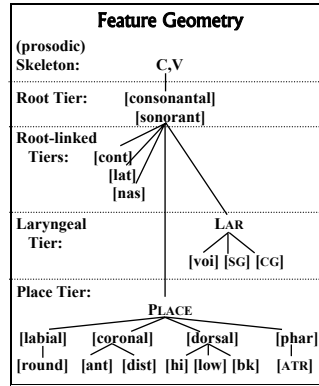 Feature Geometry
(prosodic)
Skeleton: C,V
Root Tier: [consonantal]
[sonorant]
Root-linked
Tiers: [cont]
[lat]
[nas]
Laryngeal LAR
Tier: [voi] [SG] [CG]
Place Tier:
PLACE
[labial] [coronal] [dorsal] [phar]
[round] [ant] [dist] [hi] [low] [bk] [ATR]